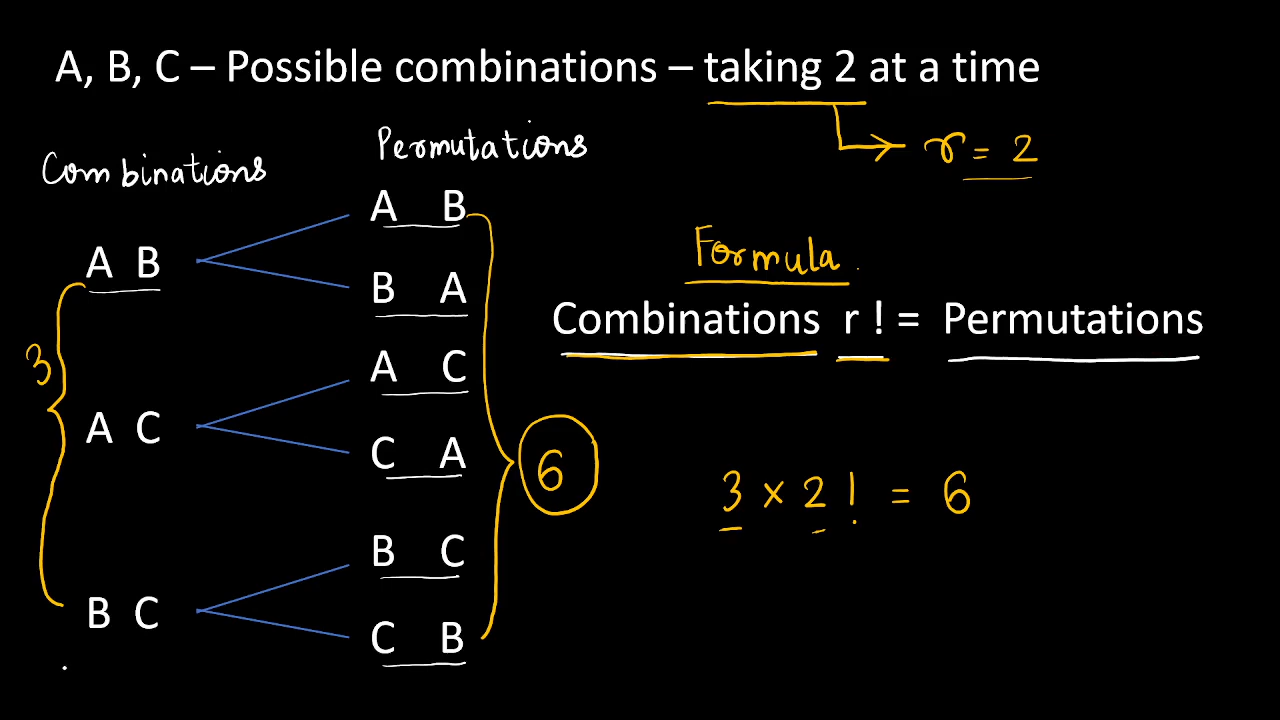 A, B, C – Possible combinations – taking 2 at a time
r = 2
Combinations
Permutations
A B
A B
B A
A C
A C
C A
B C
B C
C B
3
6
Formula
Combinations r ! = Permutations
3 × 2 ! = 6